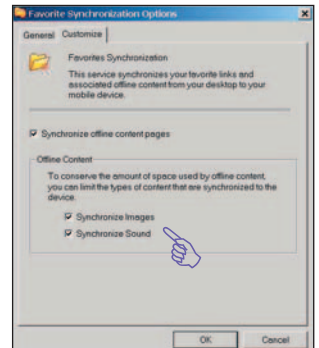 Favorite Synchronization Options
General Customize
Favorites Synchronization
This service synchronizes your favorite links and
associated offline content from your desktop to your
mobile device.
Synchronize offline content pages
Offline Content
To conserve the amount of space used by offline content,
you can limit the types of content that are synchronized to the
device.
Synchronize Images
Synchronize Sound
OK Cancel